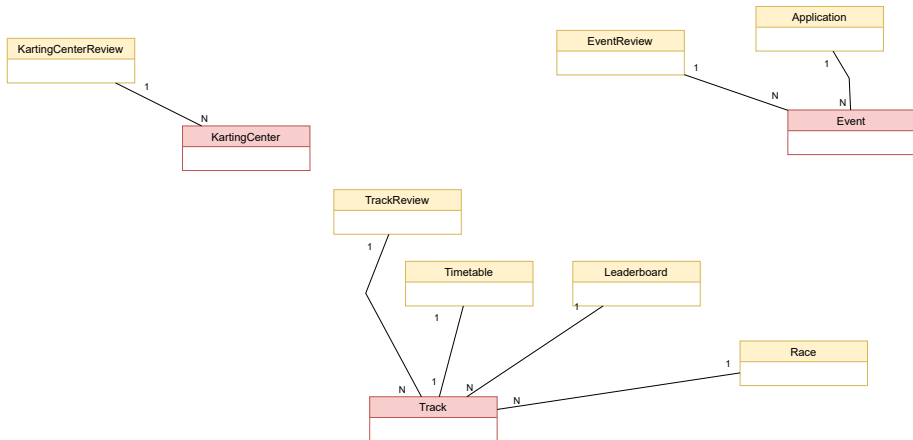 Application
KartingCenterReview
EventReview
1
1
1
N
N
N
KartingCenter
Event
TrackReview
1
Timetable
Leaderboard
1
1
Race
1
N
1
N
N
Track